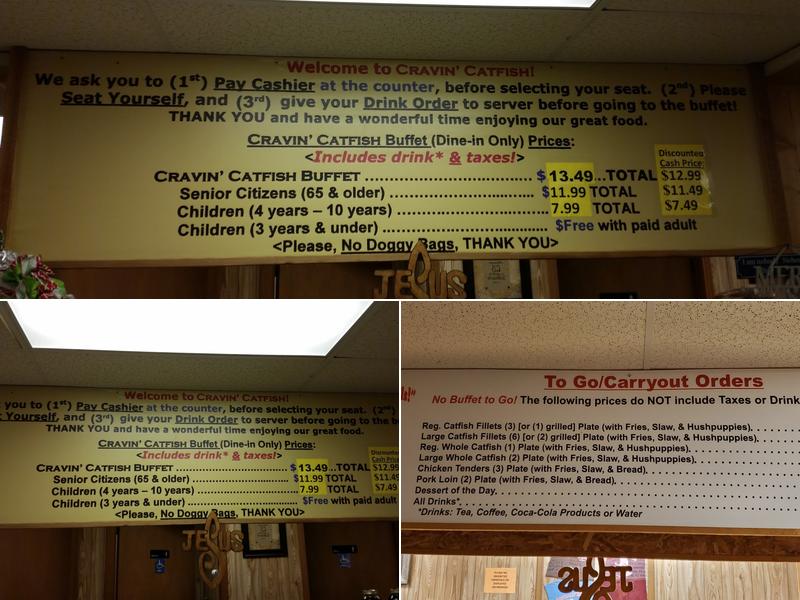 Welcome to CRAVIN' CATFISH!
We ask you to (1st) Pay Cashier at the counter, before selecting your seat. (2nd) Please
Seat Yourself, and (3rd) give your Drink Order to server before going to the buffet!
THANK YOU and have a wonderful time enjoying our great food.
CRAVIN' CATFISH Buffet (Dine-in Only) Prices:
<Includes drink* & taxes!>
Discounted
Cash Price:
CRAVIN' CATFISH BUFFET .......... $13.49...TOTAL $12.99
Senior Citizens (65 & older) .......... $11.99 TOTAL $11.49
Children (4 years – 10 years) .......... 7.99 TOTAL $7.49
Children (3 years & under) .......... $Free with paid adult
<Please, No Doggy Bags, THANK YOU>
JESUS
Welcome to CRAVIN' CATFISH!
you to (1st) Pay Cashier at the counter, before selecting your seat. (2nd)
Yourself, and (3rd) give your Drink Order to server before going to the
THANK YOU and have a wonderful time enjoying our great food.
CRAVIN' CATFISH Buffet (Dine-in Only) Prices:
<Includes drink* & taxes!>
Discounted
Cash Price
CRAVIN' CATFISH BUFFET .......... $13.49...TOTAL $12.99
Senior Citizens (65 & older) .......... $11.99 TOTAL $11.49
Children (4 years – 10 years) .......... 7.99 TOTAL $7.49
Children (3 years & under) .......... $Free with paid adult
<Please, No Doggy Bags, THANK YOU>
JESUS
To Go/Carryout Orders
No Buffet to Go! The following prices do NOT include Taxes or Drink
Reg. Catfish Fillets (3) [or (1) grilled] Plate (with Fries, Slaw, & Hushpuppies)..........
Large Catfish Fillets (6) [or (2) grilled] Plate (with Fries, Slaw, & Hushpuppies)..........
Reg. Whole Catfish (1) Plate (with Fries, Slaw, & Hushpuppies)..........
Large Whole Catfish (2) Plate (with Fries, Slaw, & Hushpuppies)..........
Chicken Tenders (3) Plate (with Fries, Slaw, & Bread)..........
Pork Loin (2) Plate (with Fries, Slaw, & Bread)..........
Dessert of the Day..........
All Drinks*..........
*Drinks: Tea, Coffee, Coca-Cola Products or Water
JESUS